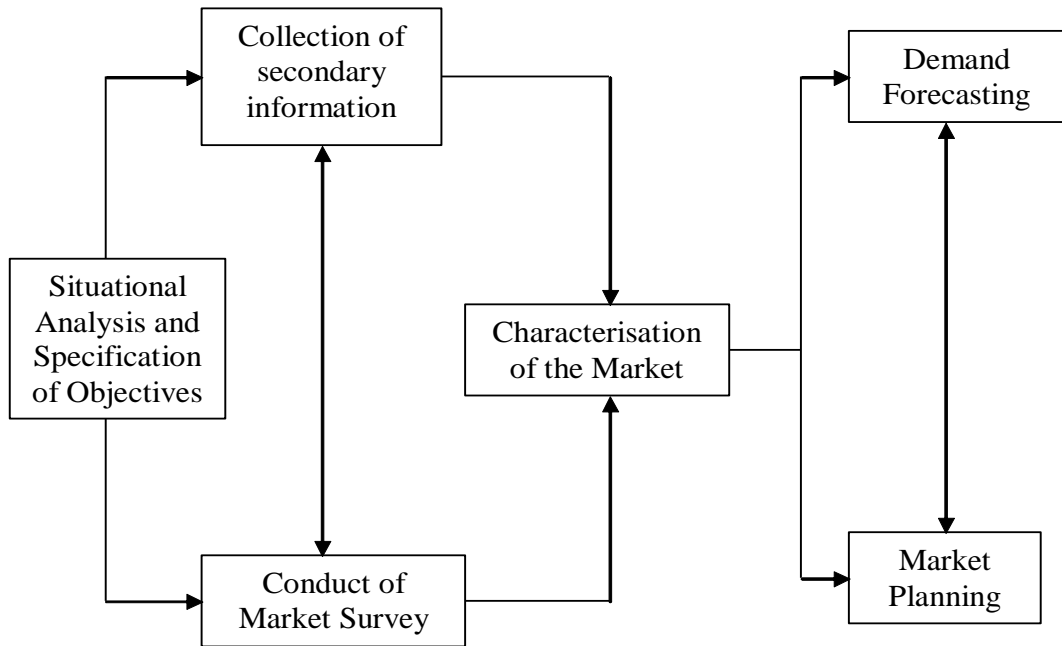 Collection of
secondary
information
Demand
Forecasting
Situational
Analysis and
Specification
of Objectives
Characterisation
of the Market
Conduct of
Market Survey
Market
Planning